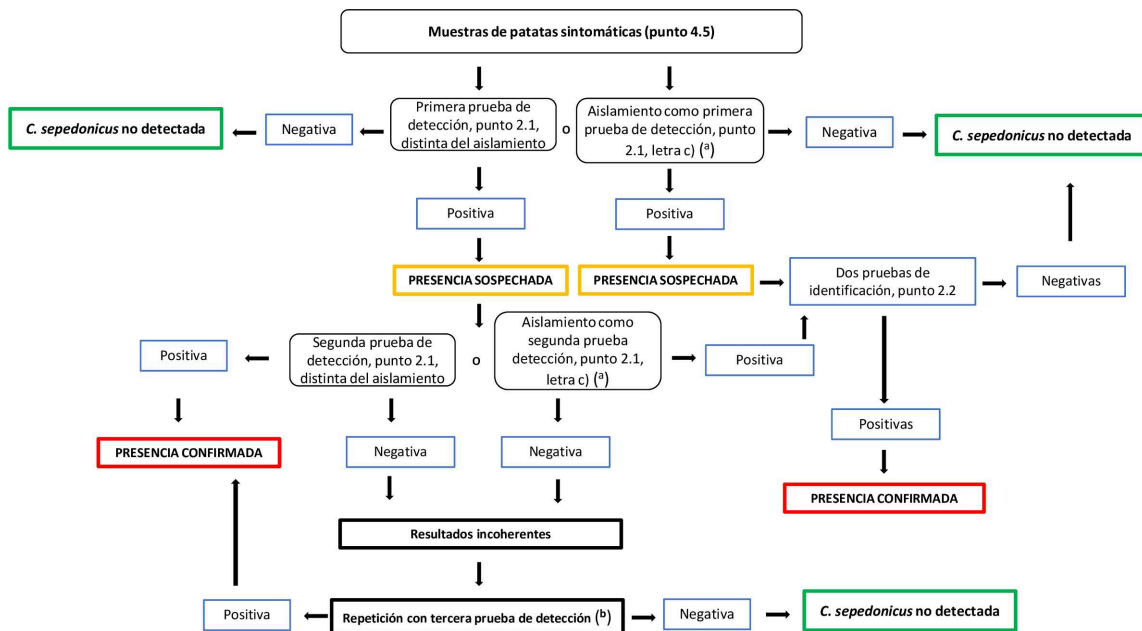 Muestras de patatas sintomáticas (punto 4.5)
C. sepedonicus no detectada
Negativa
Primera prueba de
detección, punto 2.1,
distinta del aislamiento
o
Aislamiento como primera
prueba de detección, punto
2.1, letra c) (ª)
Negativa
C. sepedonicus no detectada
Positiva
Positiva
PRESENCIA SOSPECHADA
PRESENCIA SOSPECHADA
Dos pruebas de
identificación, punto 2.2
Negativas
Positiva
Segunda prueba de
detección, punto 2.1,
distinta del aislamiento
o
Aislamiento como
segunda prueba
detección, punto 2.1,
letra c) (ª)
Positiva
PRESENCIA CONFIRMADA
Negativa
Negativa
Positivas
PRESENCIA CONFIRMADA
Resultados incoherentes
Positiva
Repetición con tercera prueba de detección (ᵇ)
Negativa
C. sepedonicus no detectada